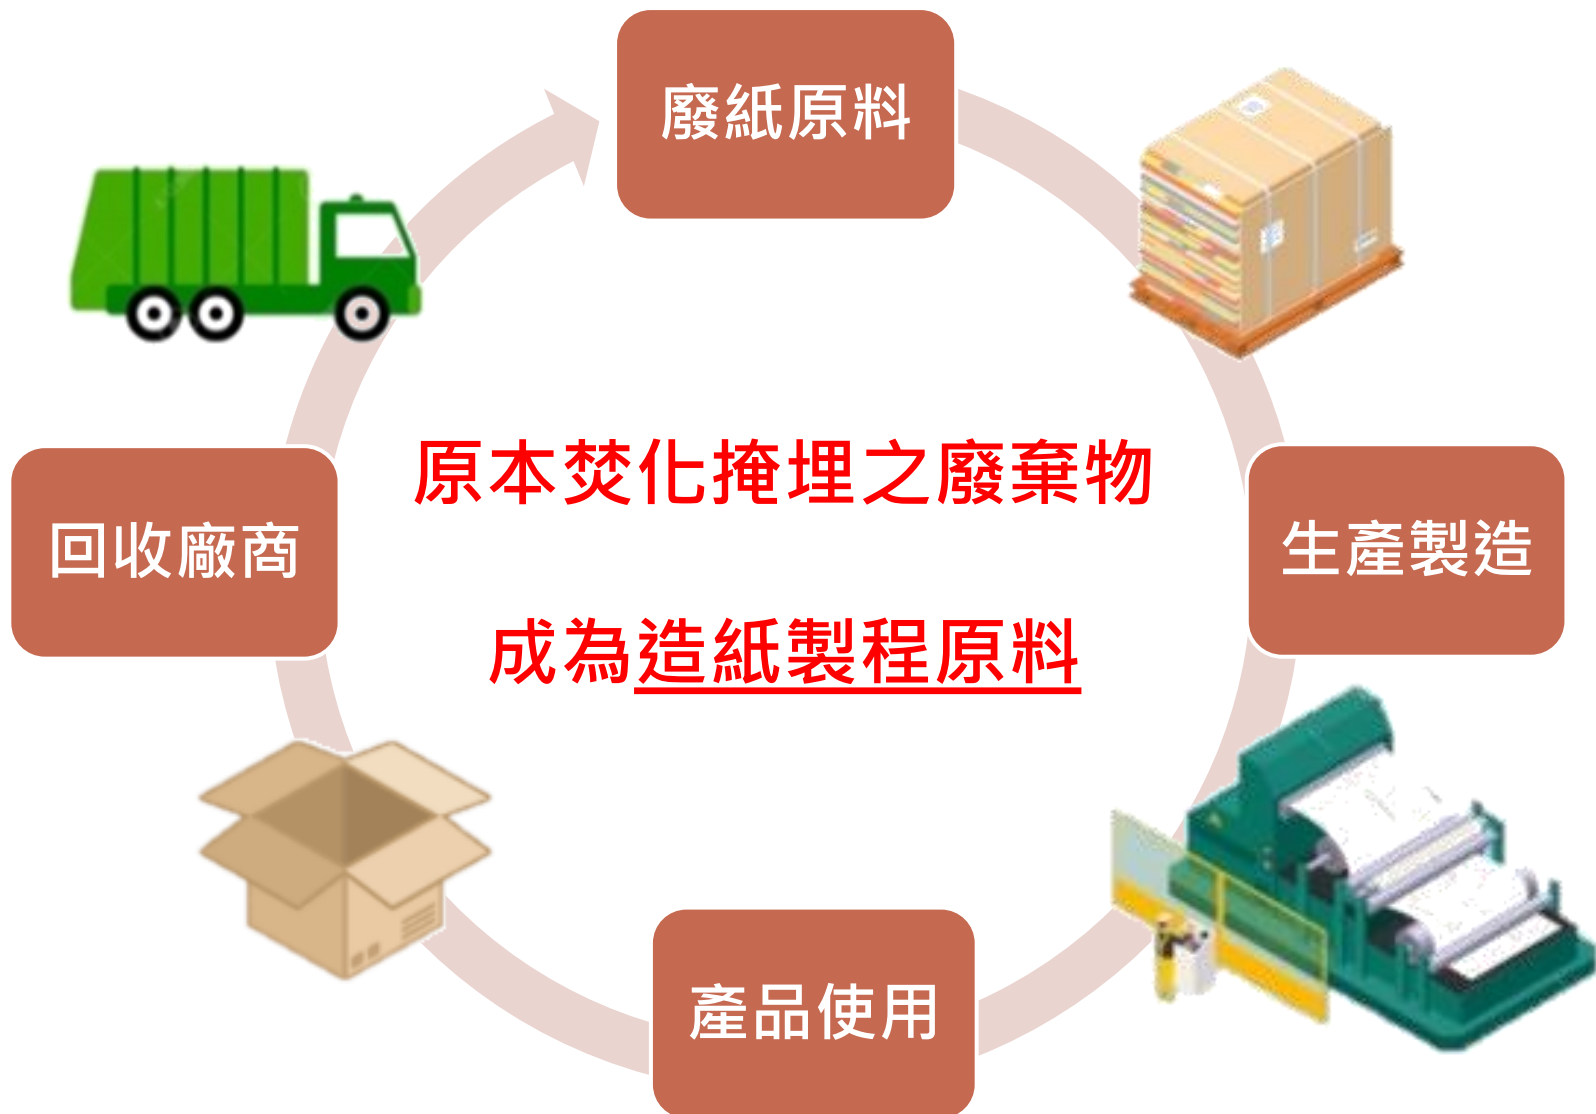 廢紙原料
原本焚化掩埋之廢棄物
回收廠商
生產製造
成為造紙製程原料
產品使用